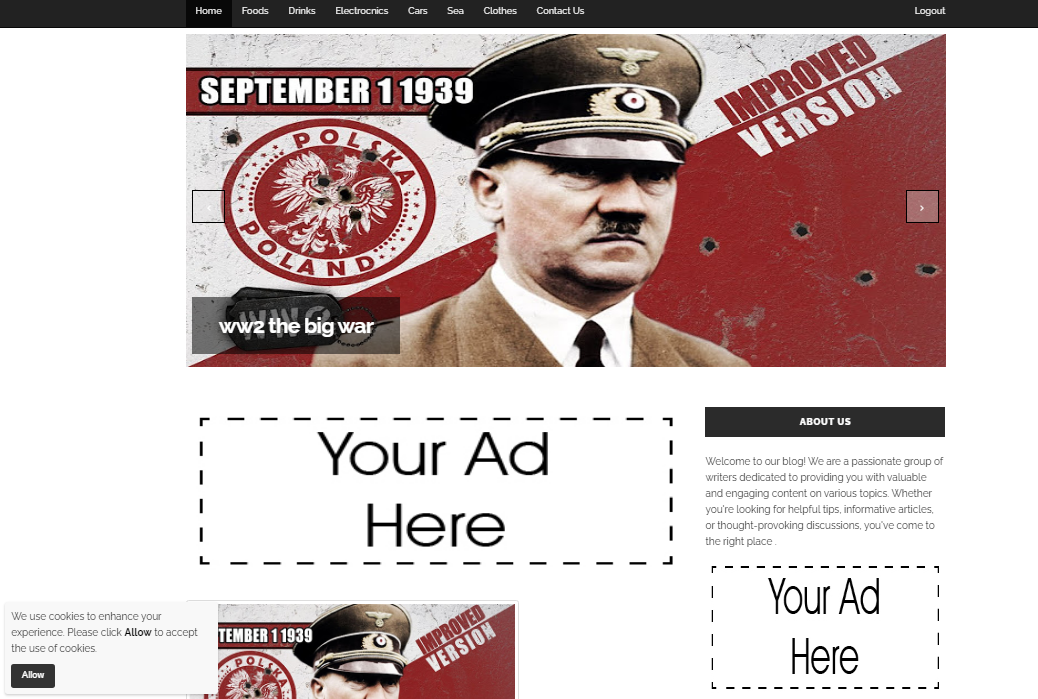 Home Foods Drinks Electrocnics Cars Sea Clothes Contact Us Logout
SEPTEMBER 1 1939
IMPROVED
VERSION
POLSKA
POLAND
WW2
ww2 the big war
›
Your Ad
Here
ABOUT US
Welcome to our blog! We are a passionate group of
writers dedicated to providing you with valuable
and engaging content on various topics. Whether
you're looking for helpful tips, informative articles,
or thought-provoking discussions, you've come to
the right place .
Your Ad
Here
TEMBER 1 1939
IMPROVED
VERSION
POLSKA
We use cookies to enhance your
experience. Please click Allow to accept
the use of cookies.
Allow